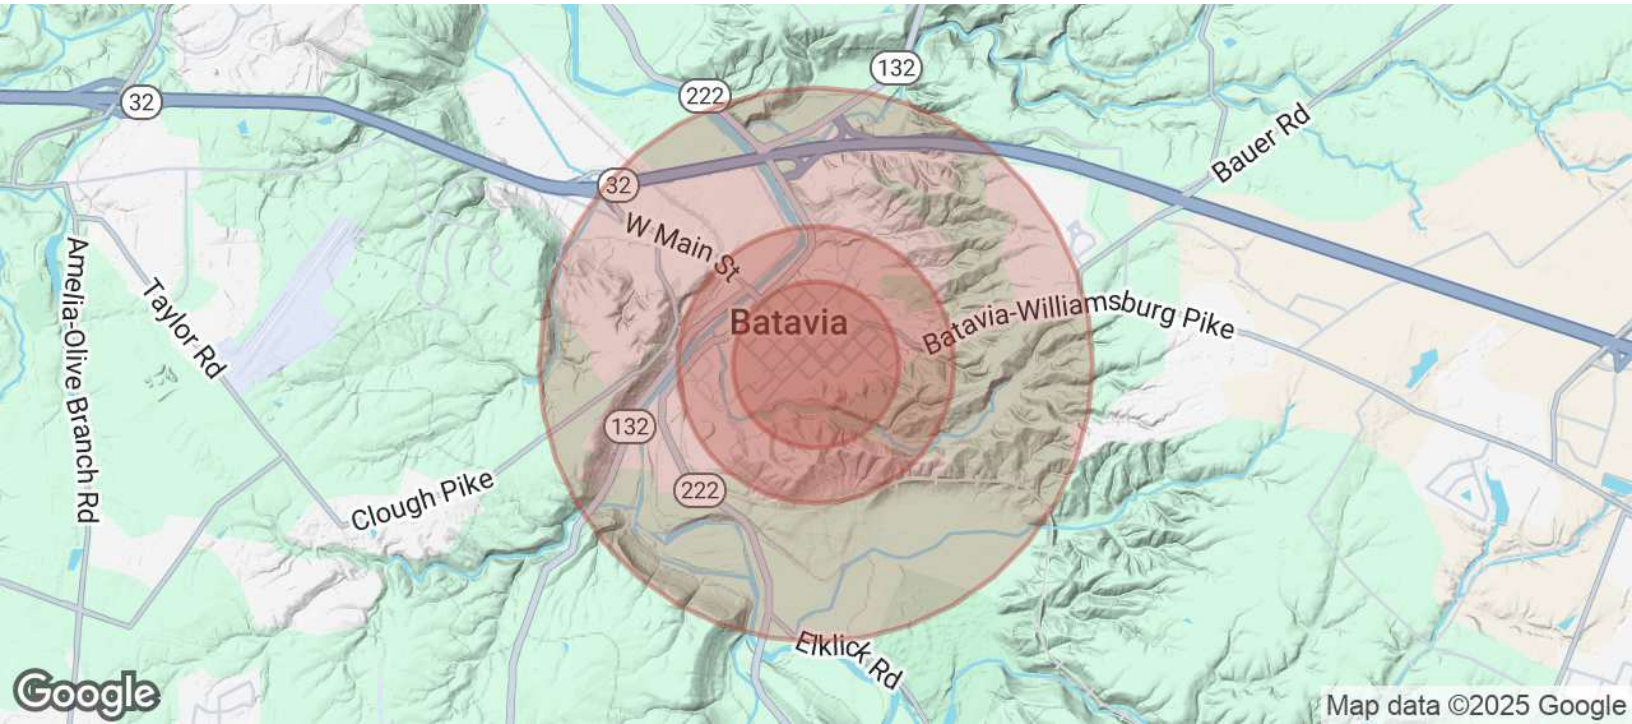 132
222
32
Bauer Rd
32
W Main St
Amelia-Olive Branch Rd
Taylor Rd
Batavia
Batavia-Williamsburg Pike
132
222
Clough Pike
Elklick Rd
Google
Map data ©2025 Google